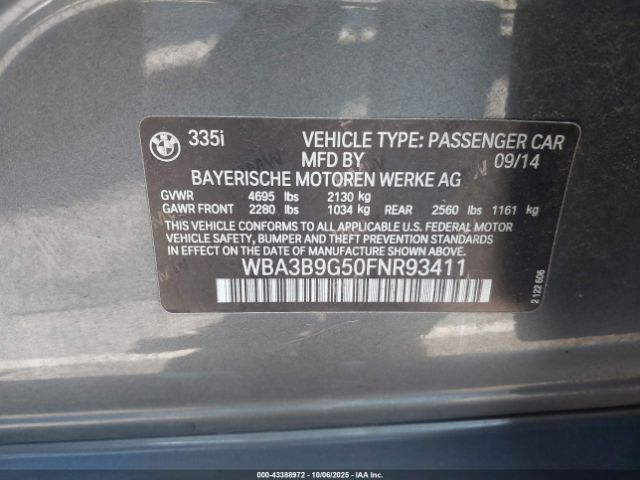 BMW 335i VEHICLE TYPE: PASSENGER CAR
MFD BY 09/14
BAYERISCHE MOTOREN WERKE AG
GVWR 4695 lbs 2130 kg
GAWR FRONT 2280 lbs 1034 kg REAR 2560 lbs 1161 kg
THIS VEHICLE CONFORMS TO ALL APPLICABLE U.S. FEDERAL MOTOR
VEHICLE SAFETY, BUMPER, AND THEFT PREVENTION STANDARDS
IN EFFECT ON THE DATE OF MANUFACTURE SHOWN ABOVE.
WBA3B9G50FNR93411
2 122 606
000-43388972 - 10/06/2025 - IAAI.com